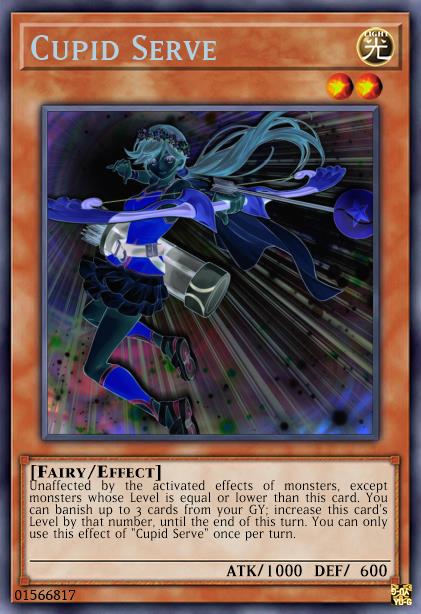 Cupid Serve
LIGHT
光
[Fairy/Effect]
Unaffected by the activated effects of monsters, except
monsters whose Level is equal or lower than this card. You
can banish up to 3 cards from your GY; increase this card's
Level by that number, until the end of this turn. You can only
use this effect of "Cupid Serve" once per turn.
ATK/1000 DEF/ 600
01566817